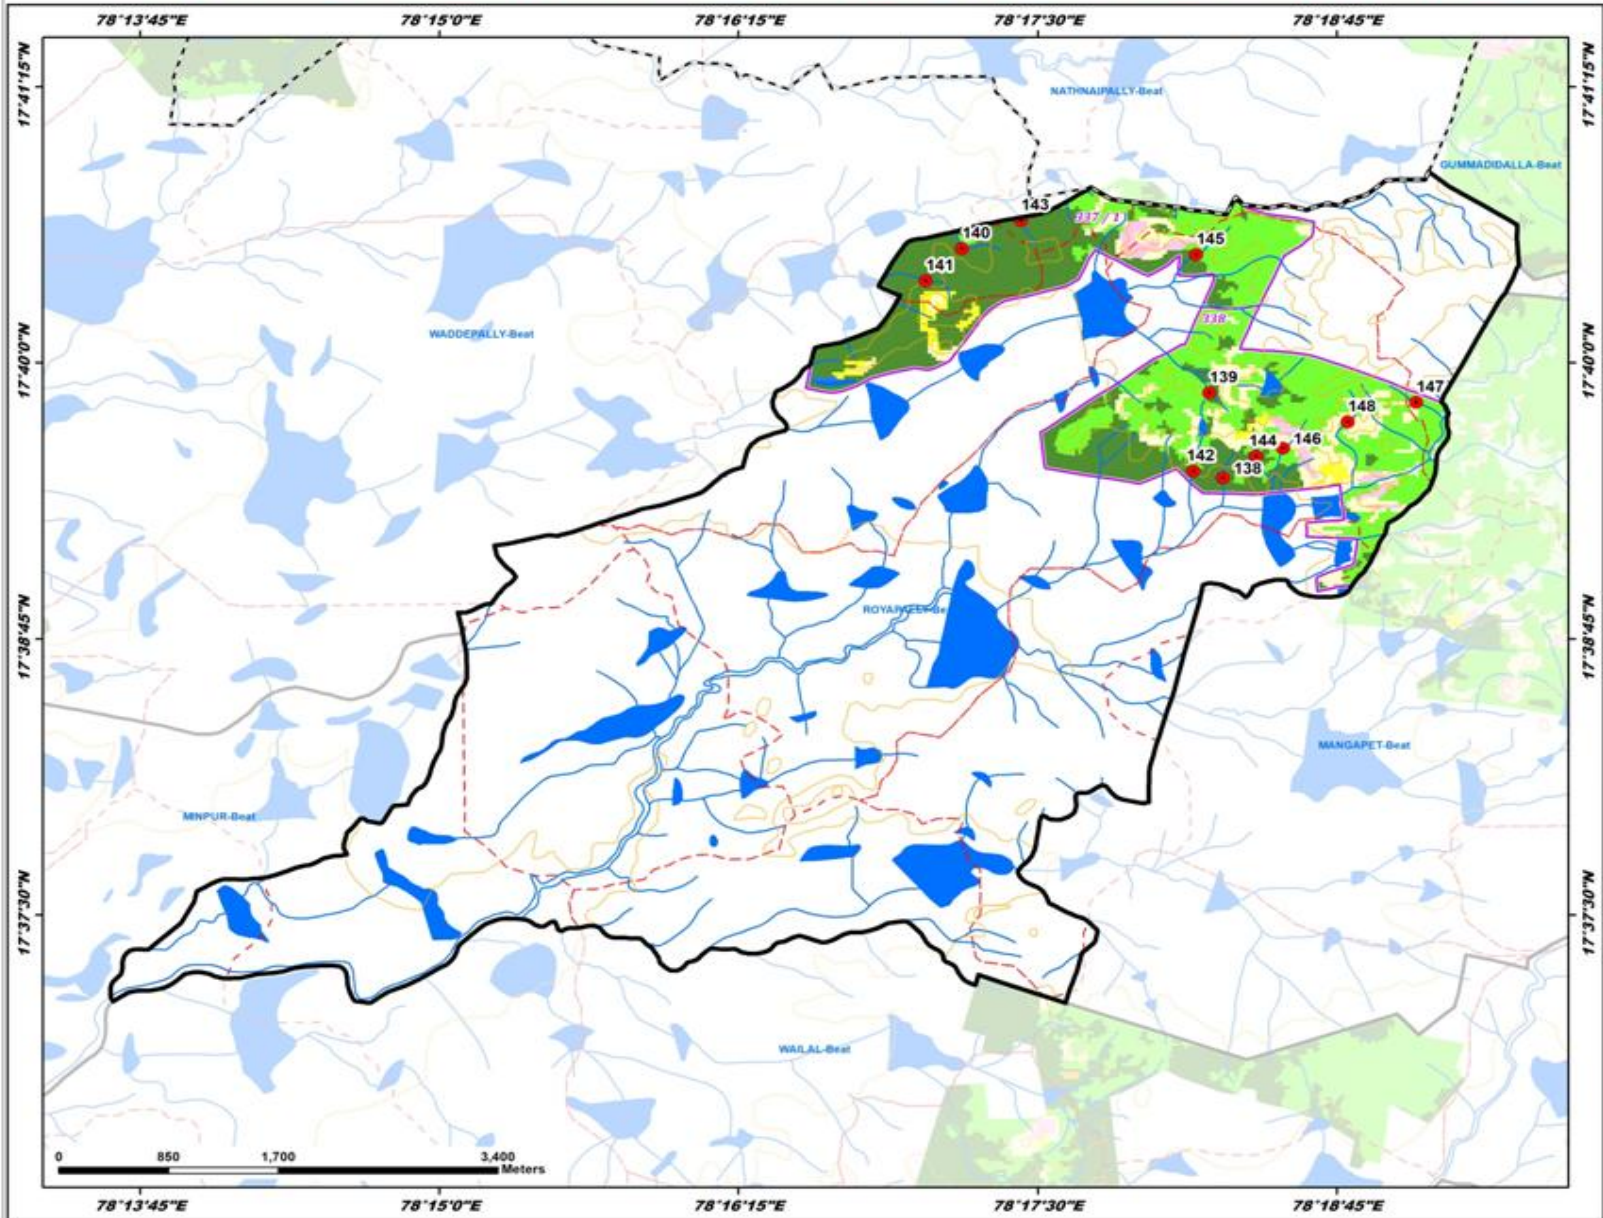 78°13'45"E 78°15'0"E 78°16'15"E 78°17'30"E 78°18'45"E
17°41'15"N
17°41'15"N
NATHNAIPALLY-Beat
GUMMADIDALLA-Beat
143
337 / 1
140
145
141
338
WADDEPALLY-Beat
17°40'0"N
17°40'0"N
139
147
148
144
146
142
138
ROYAPALLY-Be
17°38'45"N
17°38'45"N
MANGAPET-Beat
MINPUR-Beat
17°37'30"N
17°37'30"N
WAILAL-Beat
0 850 1,700 3,400
Meters
78°13'45"E 78°15'0"E 78°16'15"E 78°17'30"E 78°18'45"E